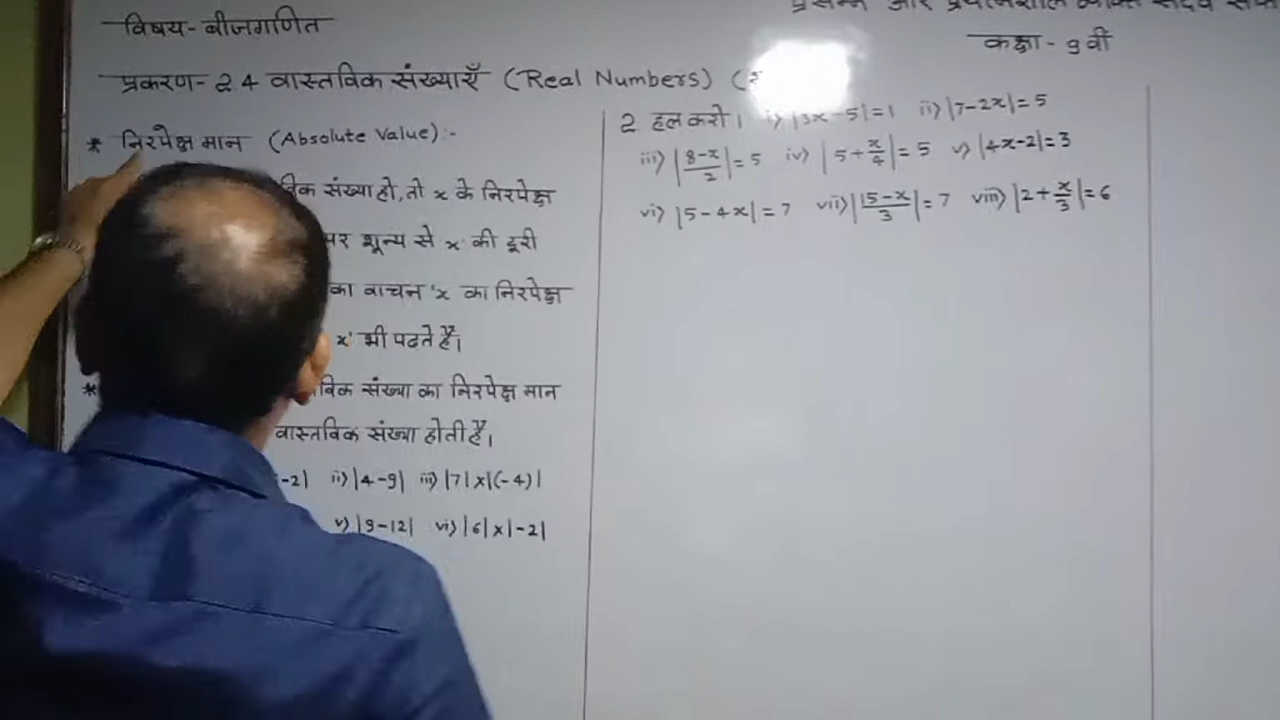 विषय- बीजगणित
कक्षा - 9 वी
प्रकरण- 2.4 वास्तविक संख्याएँ (Real Numbers)
* निरपेक्ष मान (Absolute Value):-
संख्या हो, तो x के निरपेक्ष
शून्य से 'x' की दूरी
का वाचन 'x का निरपेक्ष
x' भी पढते है।
* संख्या का निरपेक्ष मान
वास्तविक संख्या होती है।
-2| ii) |4-9| iii) |7|x|(-4)|
v) |9-12| vi) |6|x|-2|
2. हल करो। i) |3x-5|=1 ii) |7-2x|=5
iii) |8-x/2|=5 iv) |5+x/4|=5 v) |4x-2|=3
vi) |5-4x|=7 vii) |15-x/3|=7 viii) |2+x/3|=6